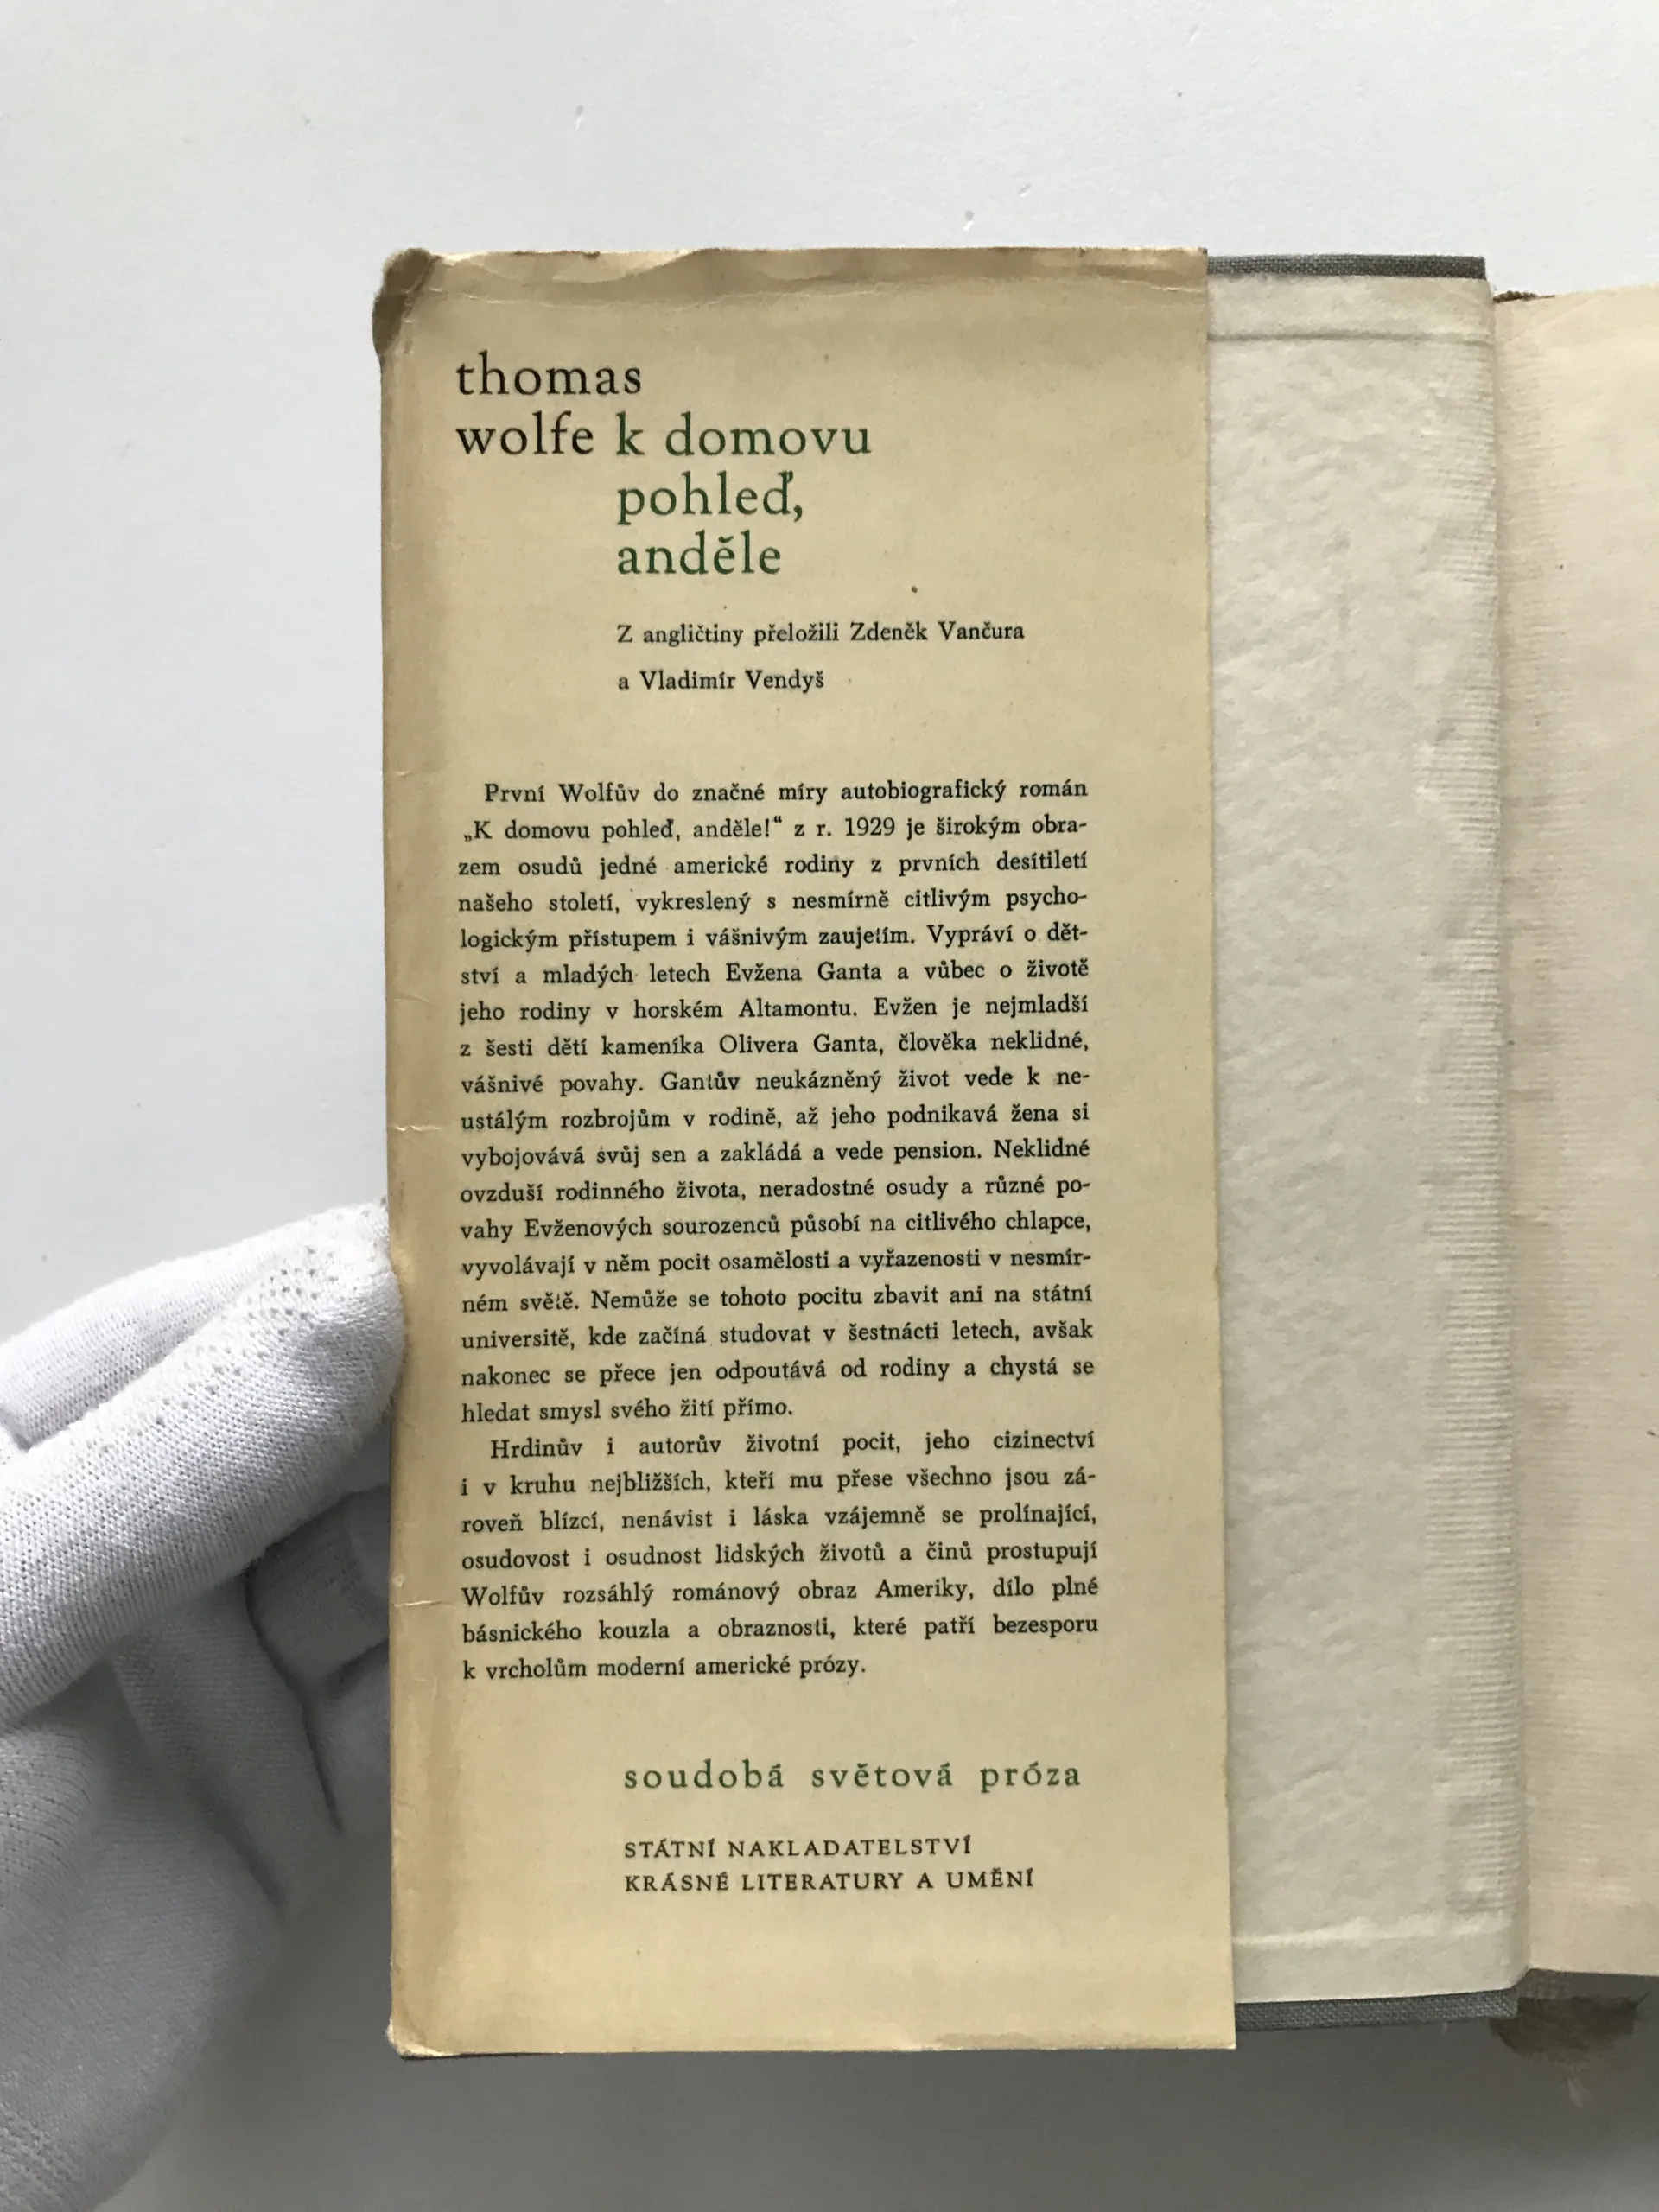 thomas
wolfe k domovu
pohleď,
anděle
Z angličtiny přeložili Zdeněk Vančura
a Vladimír Vendyš
První Wolfův do značné míry autobiografický román
„K domovu pohleď, anděle!“ z r. 1929 je širokým obra-
zem osudů jedné americké rodiny z prvních desítiletí
našeho století, vykreslený s nesmírně citlivým psycho-
logickým přístupem i vášnivým zaujetím. Vypráví o dět-
ství a mladých letech Evžena Ganta a vůbec o životě
jeho rodiny v horském Altamontu. Evžen je nejmladší
z šesti dětí kameníka Olivera Ganta, člověka neklidné,
vášnivé povahy. Gantův neukázněný život vede k ne-
ustálým rozbrojům v rodině, až jeho podnikavá žena si
vybojovává svůj sen a zakládá a vede pension. Neklidné
ovzduší rodinného života, neradostné osudy a různé po-
vahy Evženových sourozenců působí na citlivého chlapce,
vyvolávají v něm pocit osamělosti a vyřazenosti v nesmír-
ném světě. Nemůže se tohoto pocitu zbavit ani na státní
universitě, kde začíná studovat v šestnácti letech, avšak
nakonec se přece jen odpoutává od rodiny a chystá se
hledat smysl svého žití přímo.
Hrdinův i autorův životní pocit, jeho cizinectví
i v kruhu nejbližších, kteří mu přese všechno jsou zá-
roveň blízcí, nenávist i láska vzájemně se prolínající,
osudovost i osudnost lidských životů a činů prostupují
Wolfův rozsáhlý románový obraz Ameriky, dílo plné
básnického kouzla a obraznosti, které patří bezesporu
k vrcholům moderní americké prózy.
soudobá světová próza
STÁTNÍ NAKLADATELSTVÍ
KRÁSNÉ LITERATURY A UMĚNÍ